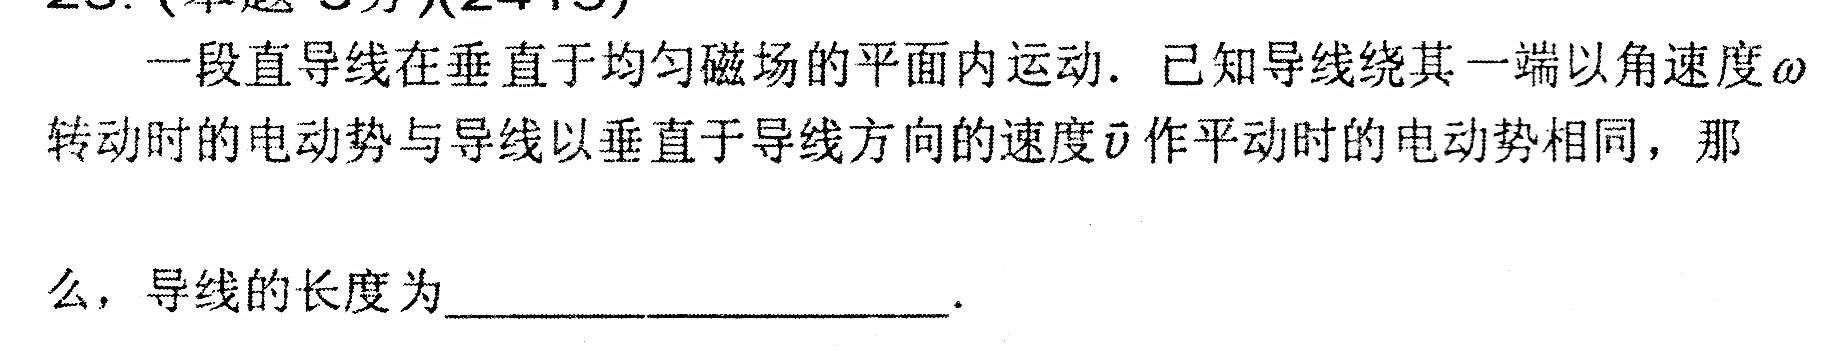 一段直导线在垂直于均匀磁场的平面内运动．已知导线绕其一端以角速度ω
转动时的电动势与导线以垂直于导线方向的速度v̄作平动时的电动势相同，那
么，导线的长度为____________________．